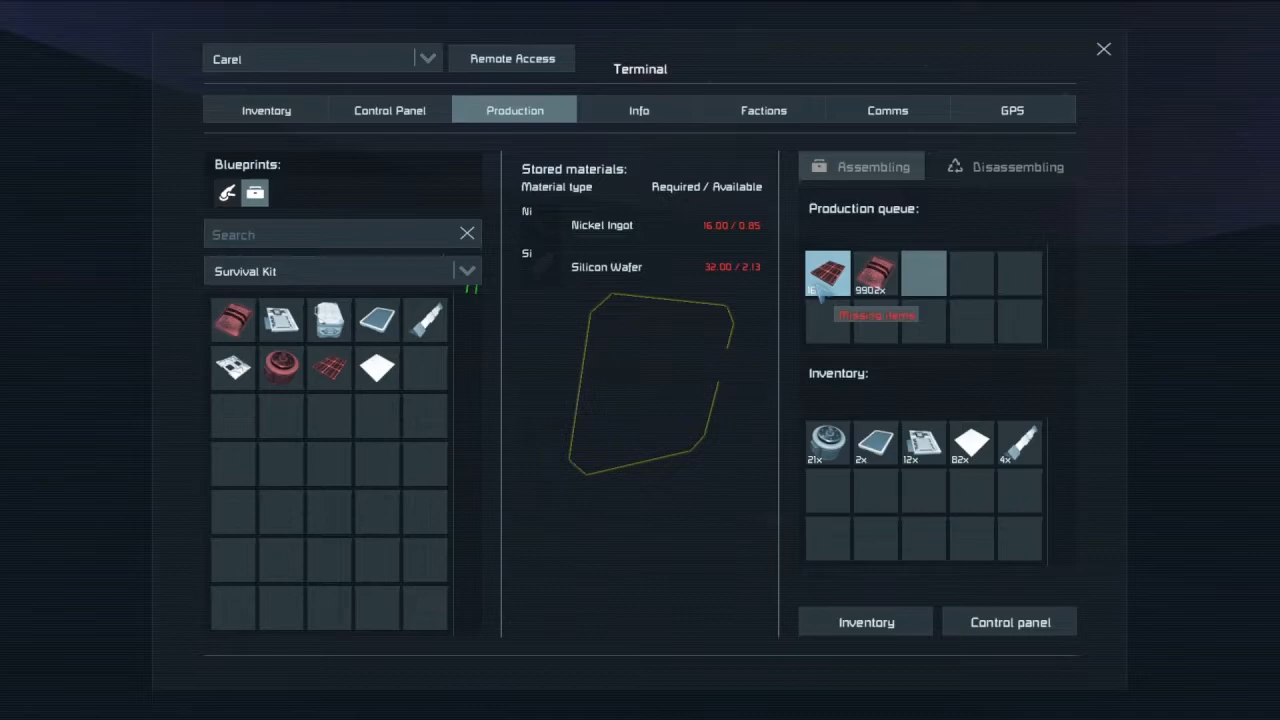 Carel
Remote Access
Terminal
Inventory
Control Panel
Production
Info
Factions
Comms
GPS
Blueprints:
Search
Survival Kit
Stored materials:
Material type
Required / Available
Ni
Nickel Ingot
16.00 / 0.85
Si
Silicon Wafer
32.00 / 2.13
Assembling
Disassembling
Production queue:
9902x
Missing items
Inventory:
21x
2x
12x
82x
4x
Inventory
Control panel